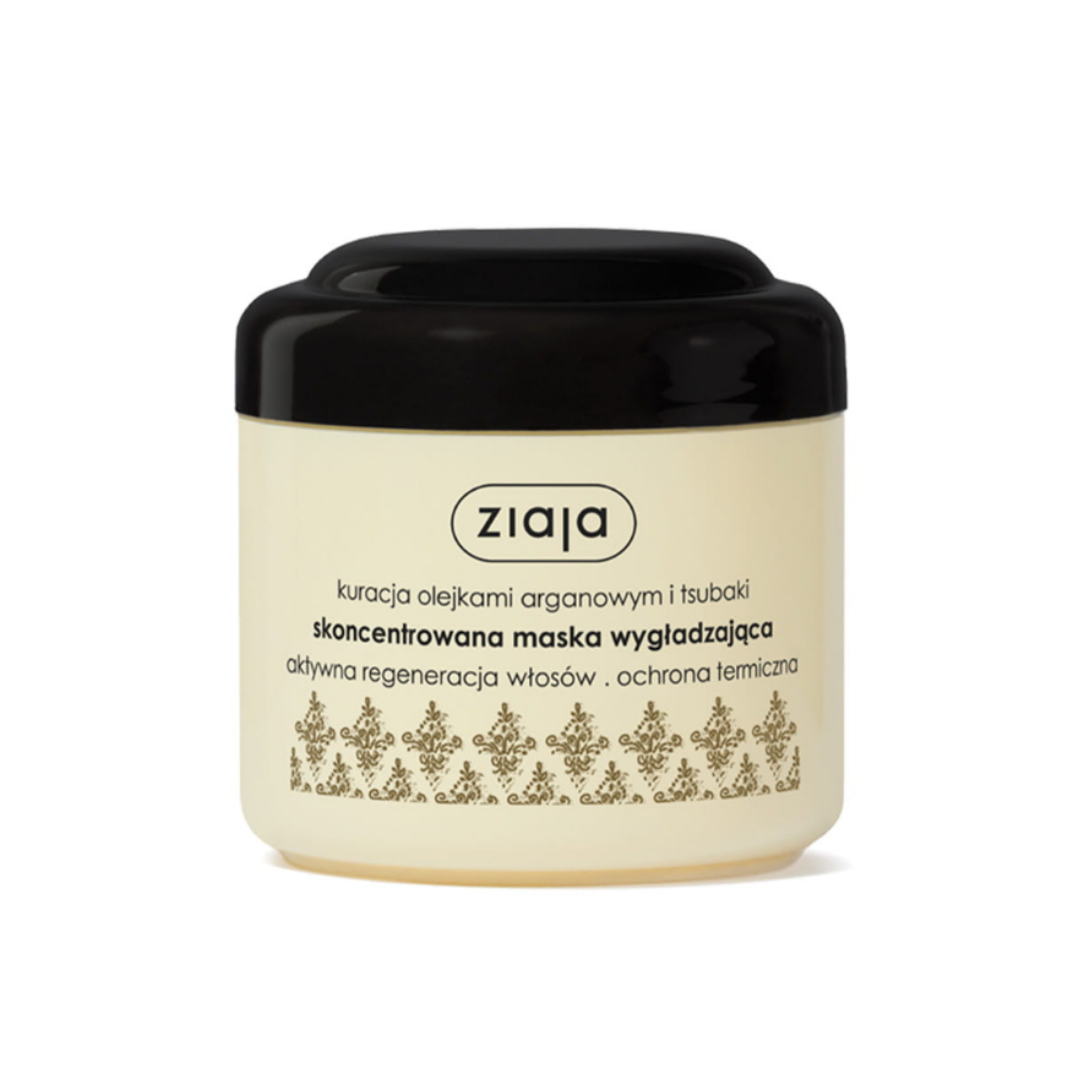 ziaja
kuracja olejkami arganowym i tsubaki
skoncentrowana maska wygładzająca
aktywna regeneracja włosów . ochrona termiczna